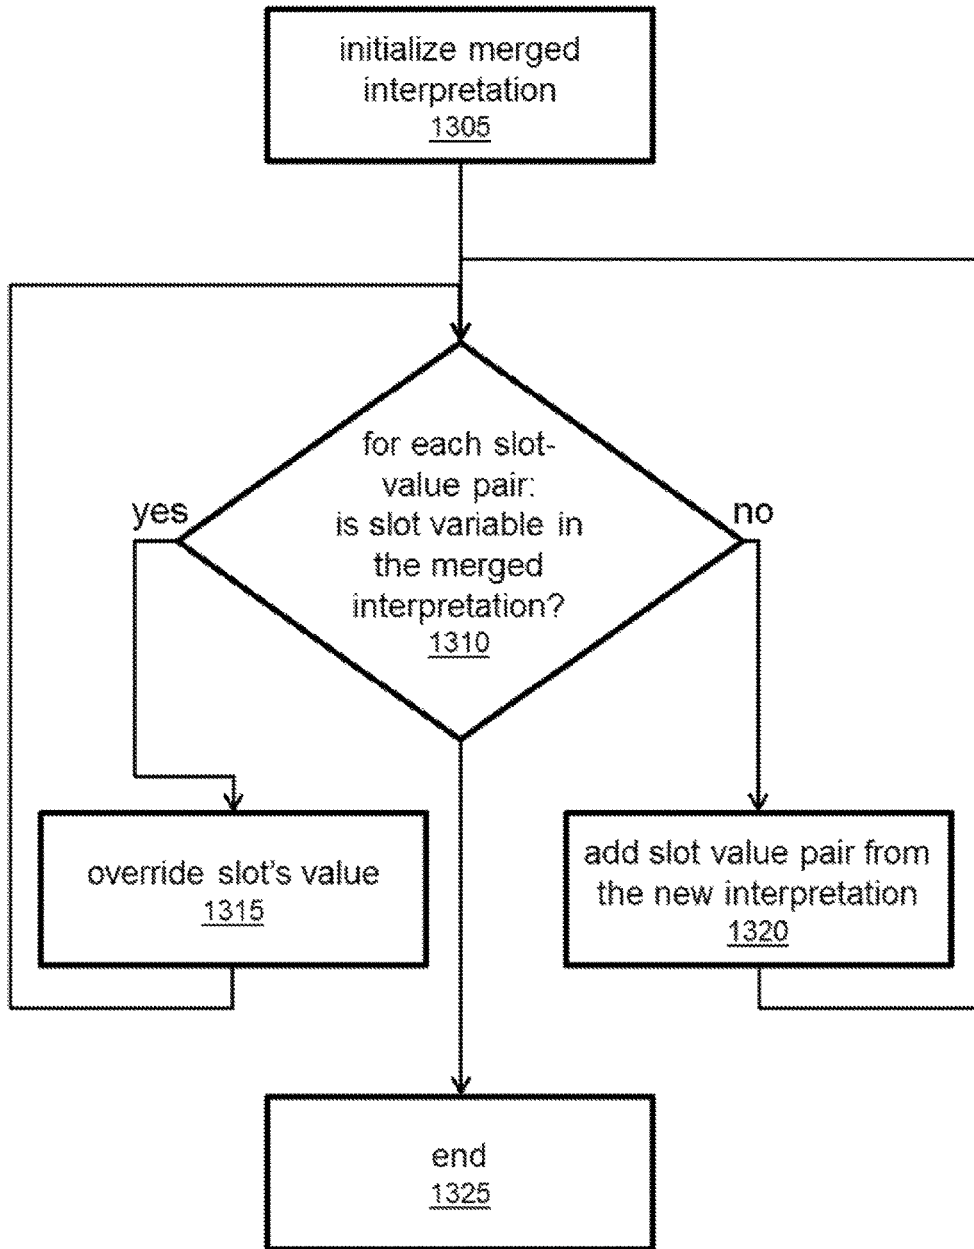 initialize merged
interpretation
1305
for each slot-
value pair:
is slot variable in
the merged
interpretation?
1310
yes
no
override slot's value
1315
add slot value pair from
the new interpretation
1320
end
1325